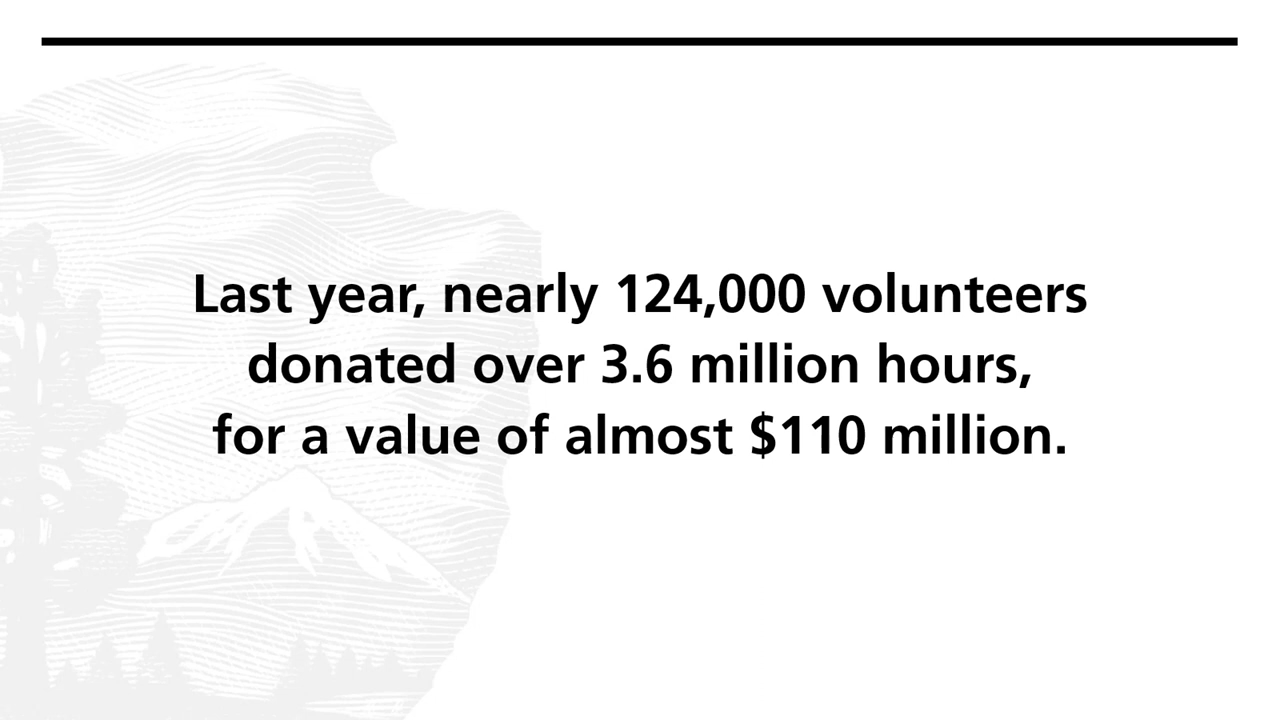 Last year, nearly 124,000 volunteers
donated over 3.6 million hours,
for a value of almost $110 million.